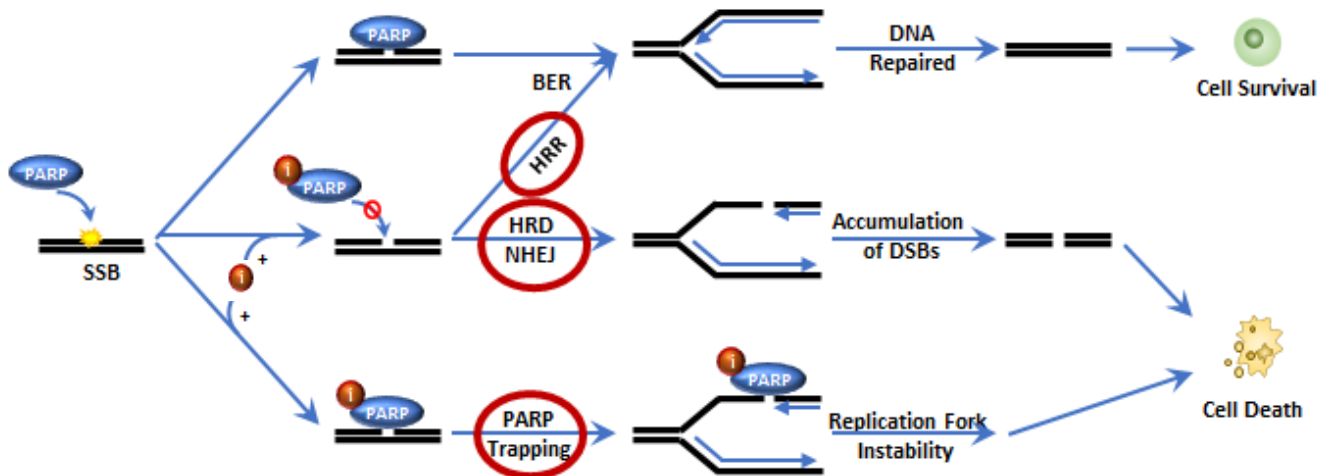 PARP
BER
DNA
Repaired
Cell Survival
HRR
PARP
SSB
i
PARP
HRD
NHEJ
Accumulation
of DSBs
i
+
+
i
PARP
PARP
Trapping
i
PARP
Replication Fork
Instability
Cell Death